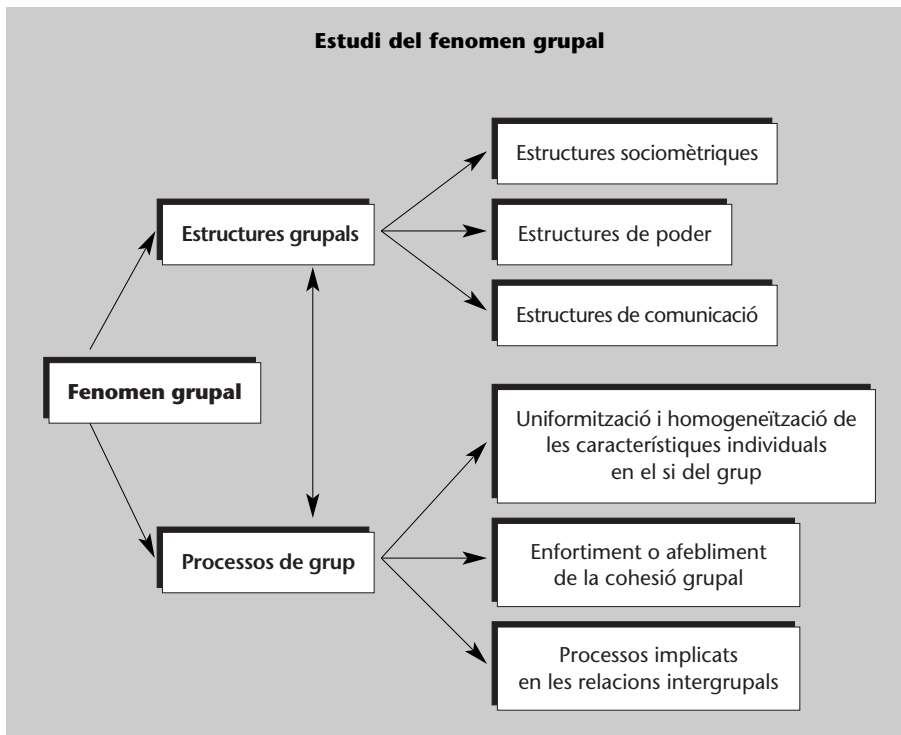 Estudi del fenomen grupal
Estructures sociomètriques
Estructures grupals
Estructures de poder
Estructures de comunicació
Fenomen grupal
Uniformització i homogeneïtzació de
les característiques individuals
en el si del grup
Processos de grup
Enfortiment o afebliment
de la cohesió grupal
Processos implicats
en les relacions intergrupals